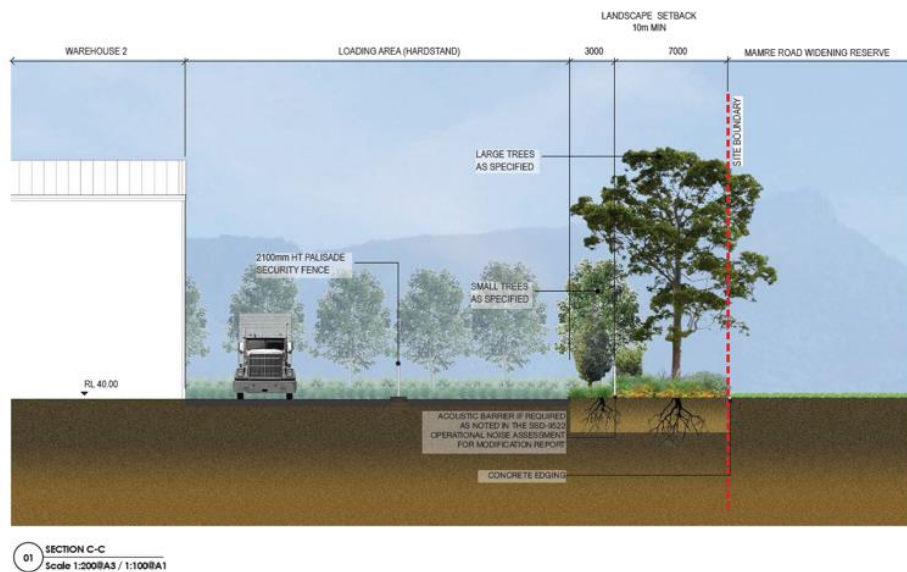 LANDSCAPE SETBACK
10m MIN
WAREHOUSE 2
LOADING AREA (HARDSTAND)
3000
7000
MAMRE ROAD WIDENING RESERVE
SITE BOUNDARY
LARGE TREES
AS SPECIFIED
2100mm HT PALISADE
SECURITY FENCE
SMALL TREES
AS SPECIFIED
RL 40.00
ACOUSTIC BARRIER IF REQUIRED
AS NOTED IN THE SSD-9522
OPERATIONAL NOISE ASSESSMENT
FOR MODIFICATION REPORT
CONCRETE EDGING
01
SECTION C-C
Scale 1:200@A3 / 1:100@A1